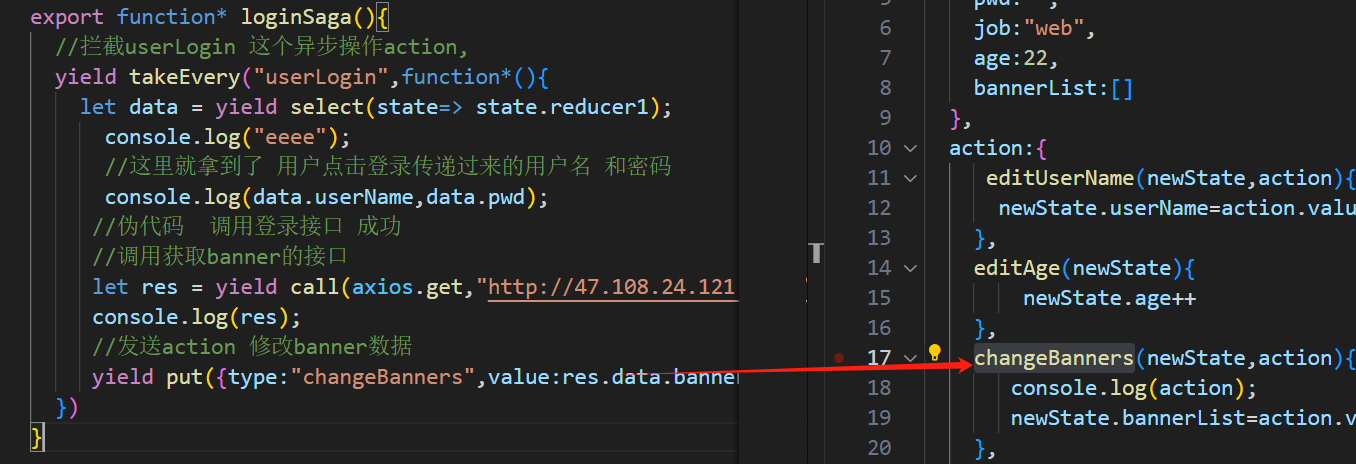 export function* loginSaga(){
//拦截userLogin 这个异步操作action,
yield takeEvery("userLogin",function*(){
let data = yield select(state=> state.reducer1);
console.log("eeee");
//这里就拿到了 用户点击登录传递过来的用户名 和密码
console.log(data.userName,data.pwd);
//伪代码  调用登录接口 成功
//调用获取banner的接口
let res = yield call(axios.get,"http://47.108.24.121
console.log(res);
//发送action 修改banner数据
yield put({type:"changeBanners",value:res.data.banner
})
}
6 job:"web",
7 age:22,
8 bannerList:[]
9 },
10 action:{
11 editUserName(newState,action){
12 newState.userName=action.valu
13 },
14 editAge(newState){
15 newState.age++
16 },
17 changeBanners(newState,action){
18 console.log(action);
19 newState.bannerList=action.v
20 },